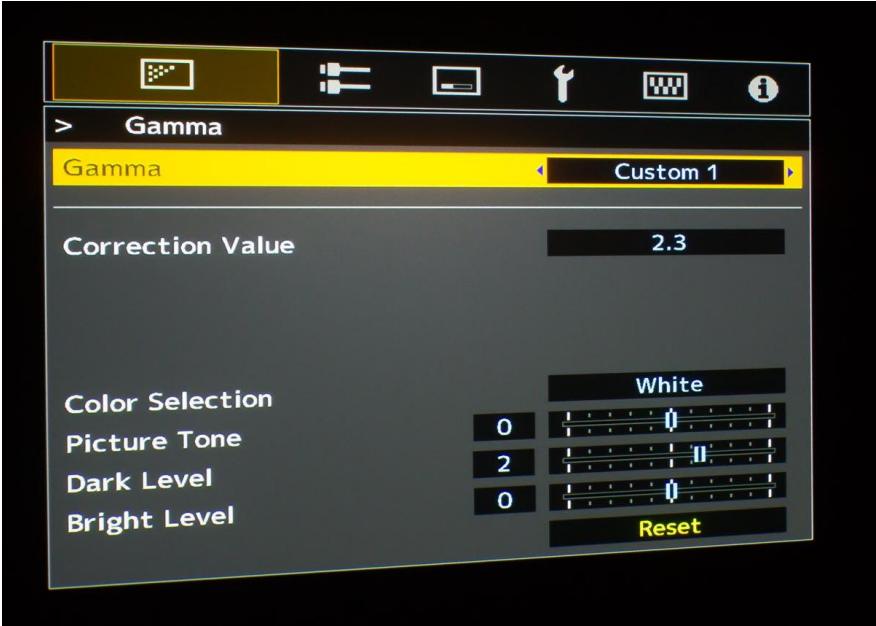 > Gamma
Gamma Custom 1
Correction Value 2.3
Color Selection White
Picture Tone 0
Dark Level 2
Bright Level 0
Reset